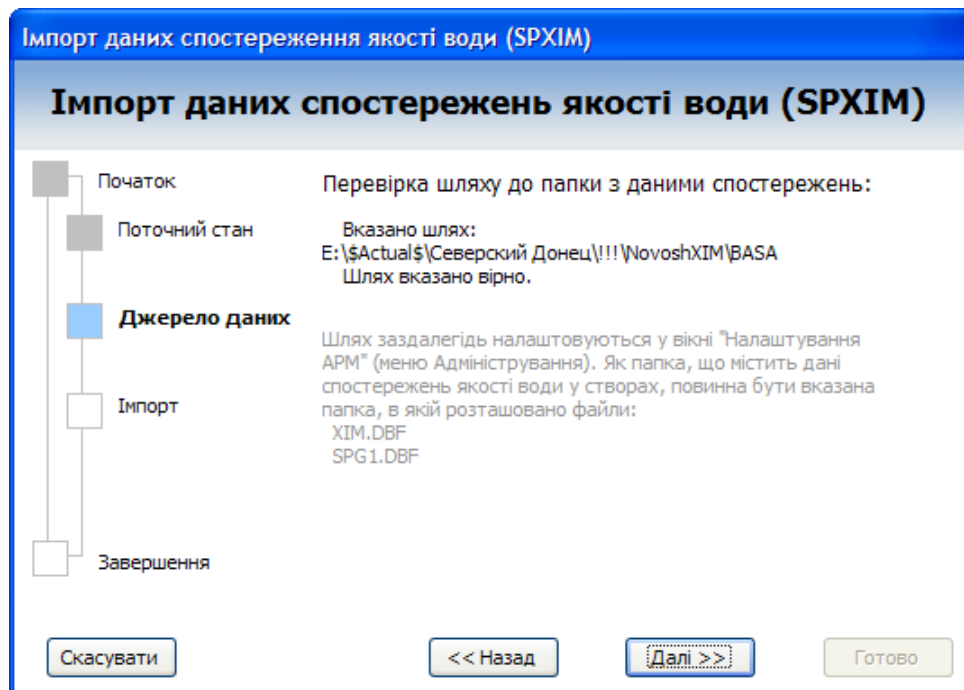 Імпорт даних спостереження якості води (SPXIM)
Імпорт даних спостережень якості води (SPXIM)
Початок
Поточний стан
Джерело даних
Імпорт
Завершення
Перевірка шляху до папки з даними спостережень:
Вказано шлях:
E:\$Actual$\Северский Донец\!!!\NovoshXIM\BASA
Шлях вказано вірно.
Шлях заздалегідь налаштовуються у вікні "Налаштування
АРМ" (меню Адміністрування). Як папка, що містить дані
спостережень якості води у створах, повинна бути вказана
папка, в якій розташовано файли:
XIM.DBF
SPG1.DBF
Скасувати
<< Назад
Далі >>
Готово